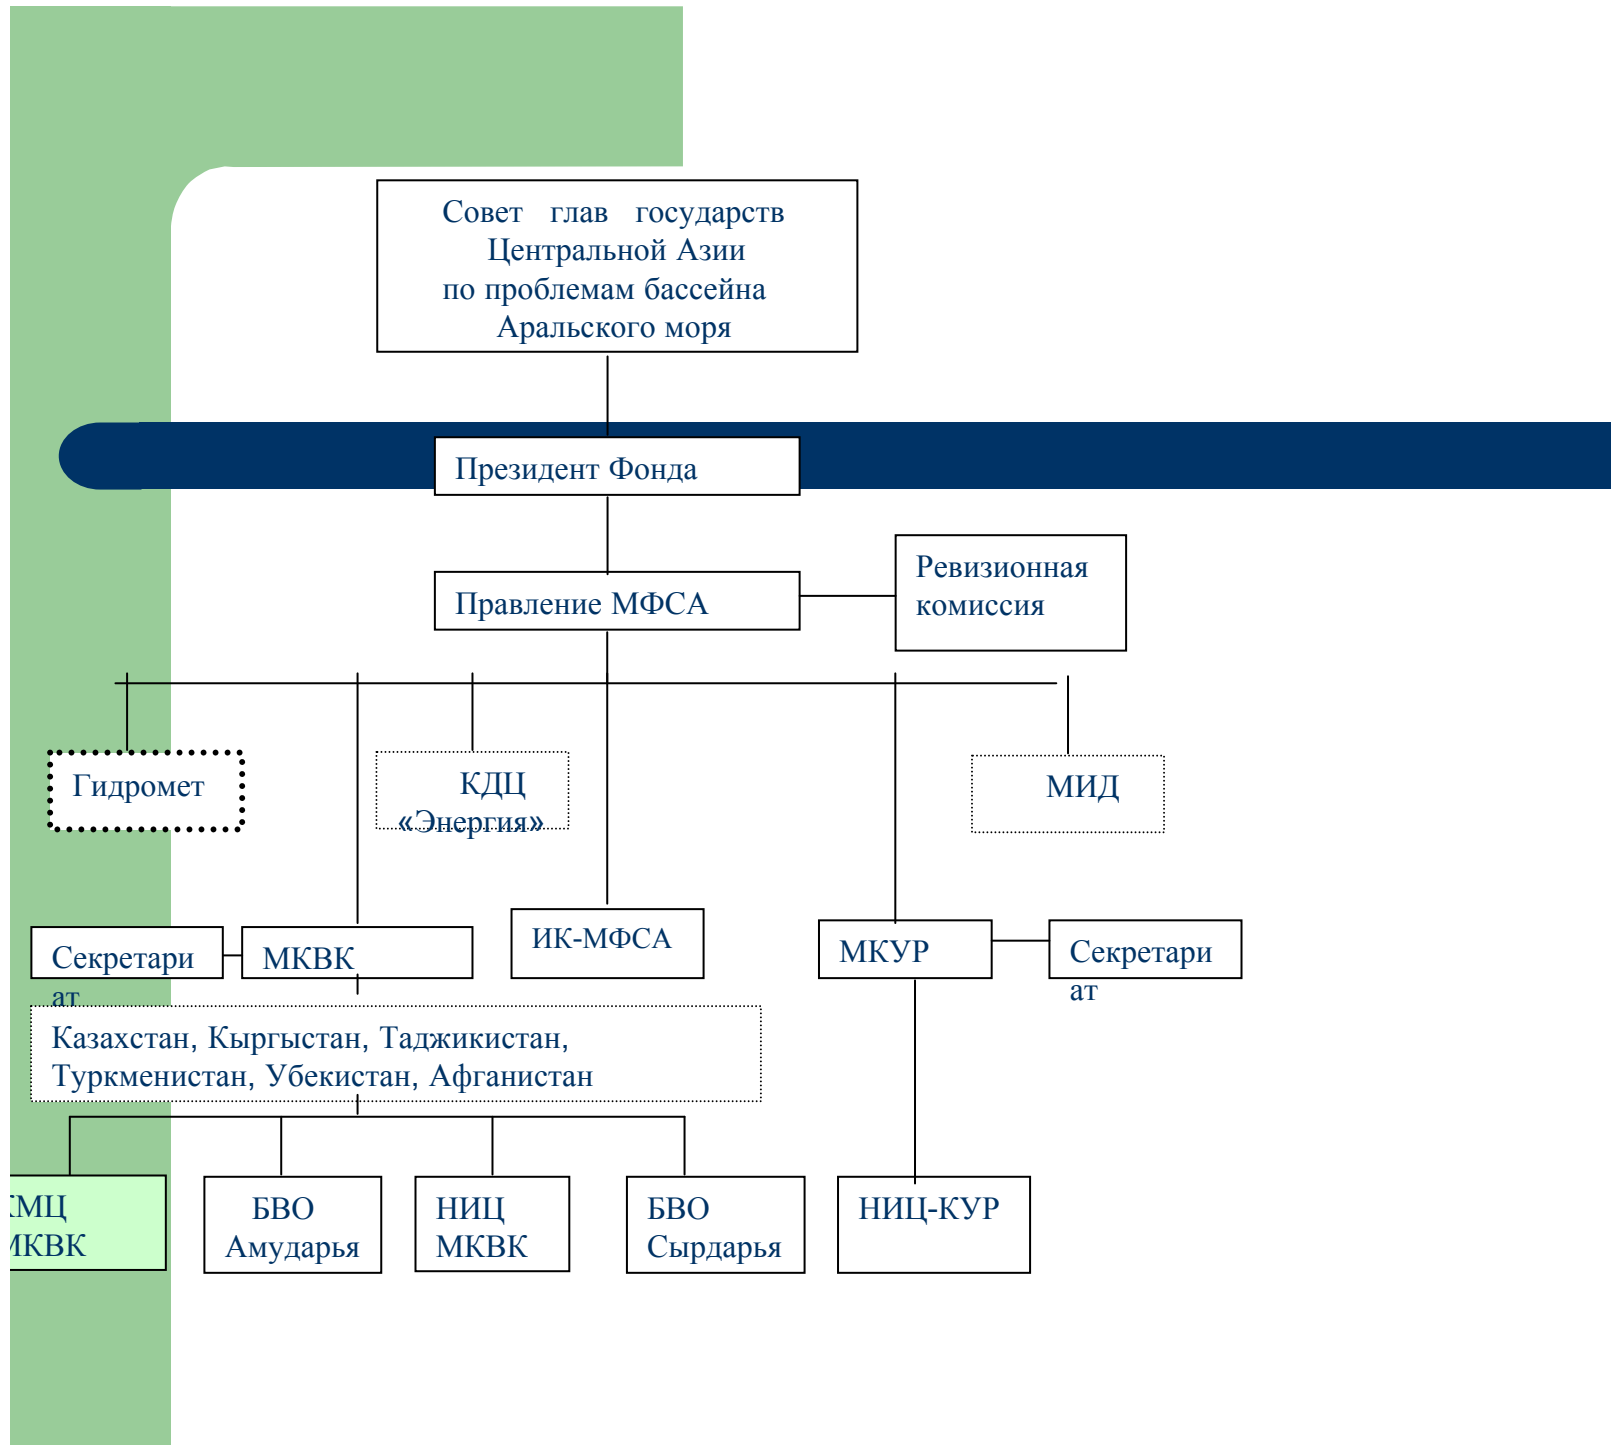 Совет глав государств
Центральной Азии
по проблемам бассейна
Аральского моря
Президент Фонда
Правление МФСА
Ревизионная
комиссия
Гидромет
КДЦ
«Энергия»
МИД
Секретари
ат
МКВК
ИК-МФСА
МКУР
Секретари
ат
Казахстан, Кыргыстан, Таджикистан,
Туркменистан, Убекистан, Афганистан
КМЦ
МКВК
БВО
Амударья
НИЦ
МКВК
БВО
Сырдарья
НИЦ-КУР